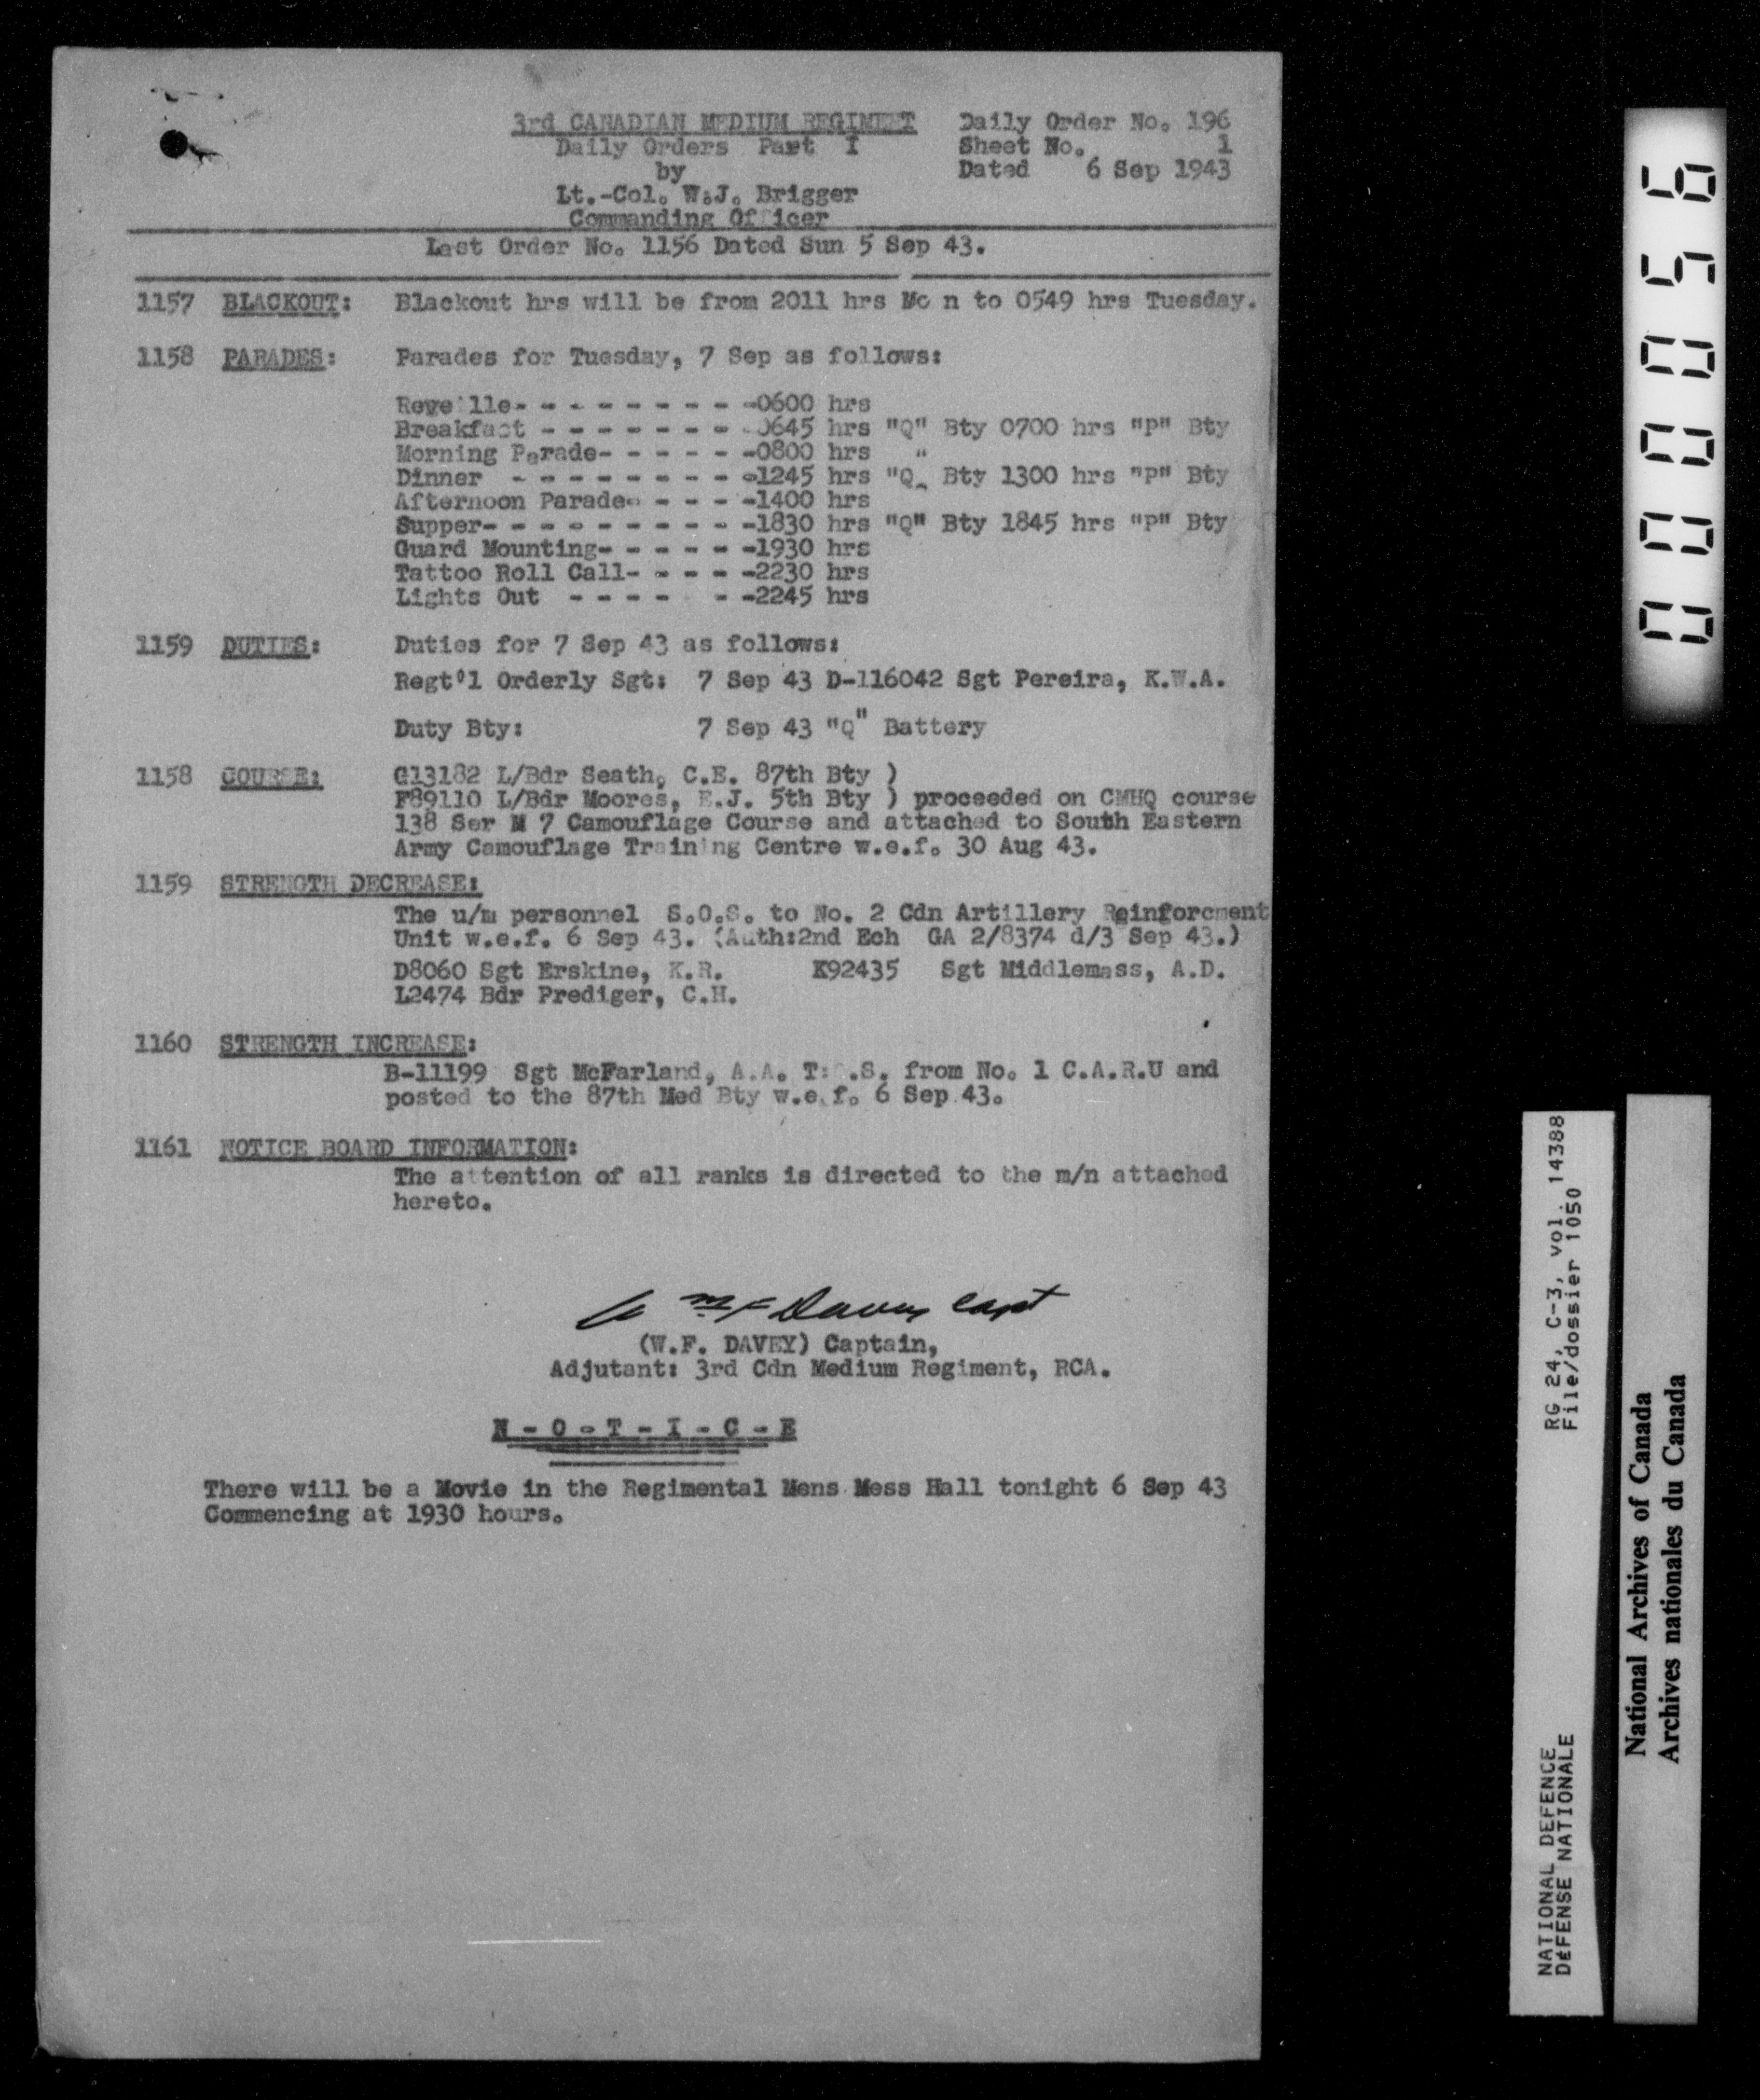 3rd CANADIAN MEDIUM REGIMENT
Daily Orders Part I
by
Lt.-Col. W.J. Brigger
Commanding Officer
Daily Order No. 196
Sheet No. 1
Dated 6 Sep 1943
Last Order No. 1156 Dated Sun 5 Sep 43.
1157 BLACKOUT: Blackout hrs will be from 2011 hrs Mo n to 0549 hrs Tuesday.
1158 PARADES: Parades for Tuesday, 7 Sep as follows:
Reveille- - - - - - - - - -0600 hrs
Breakfast - - - - - - - - -0645 hrs "Q" Bty 0700 hrs "P" Bty
Morning Parade- - - - - - -0800 hrs "
Dinner - - - - - - - - - -1245 hrs "Q" Bty 1300 hrs "P" Bty
Afternoon Parade- - - - -1400 hrs
Supper- - - - - - - - - - -1830 hrs "Q" Bty 1845 hrs "P" Bty
Guard Mounting- - - - - - -1930 hrs
Tattoo Roll Call- - - - - -2230 hrs
Lights Out - - - - - - -2245 hrs
1159 DUTIES: Duties for 7 Sep 43 as follows:
Regt'l Orderly Sgt: 7 Sep 43 D-116042 Sgt Pereira, K.W.A.
Duty Bty: 7 Sep 43 "Q" Battery
1158 COURSE: G13182 L/Bdr Seath, C.E. 87th Bty )
F89110 L/Bdr Moores, E.J. 5th Bty ) proceeded on CMHQ course
138 Ser M 7 Camouflage Course and attached to South Eastern
Army Camouflage Training Centre w.e.f. 30 Aug 43.
1159 STRENGTH DECREASE:
The u/m personnel S.O.S. to No. 2 Cdn Artillery Reinforcment
Unit w.e.f. 6 Sep 43. (Auth:2nd Ech GA 2/8374 d/3 Sep 43.)
D8060 Sgt Erskine, K.R. K92435 Sgt Middlemass, A.D.
L2474 Bdr Prediger, C.H.
1160 STRENGTH INCREASE:
B-11199 Sgt McFarland, A.A. T.O.S. from No. 1 C.A.R.U and
posted to the 87th Med Bty w.e.f. 6 Sep 43.
1161 NOTICE BOARD INFORMATION:
The attention of all ranks is directed to the m/n attached
hereto.
Davey Capt
(W.F. DAVEY) Captain,
Adjutant: 3rd Cdn Medium Regiment, RCA.
N - O - T - I - C - E
There will be a Movie in the Regimental Mens Mess Hall tonight 6 Sep 43
Commencing at 1930 hours.
000056
RG 24, C-3, vol. 14388
File/dossier 1050
NATIONAL DEFENCE
DÉFENSE NATIONALE
National Archives of Canada
Archives nationales du Canada